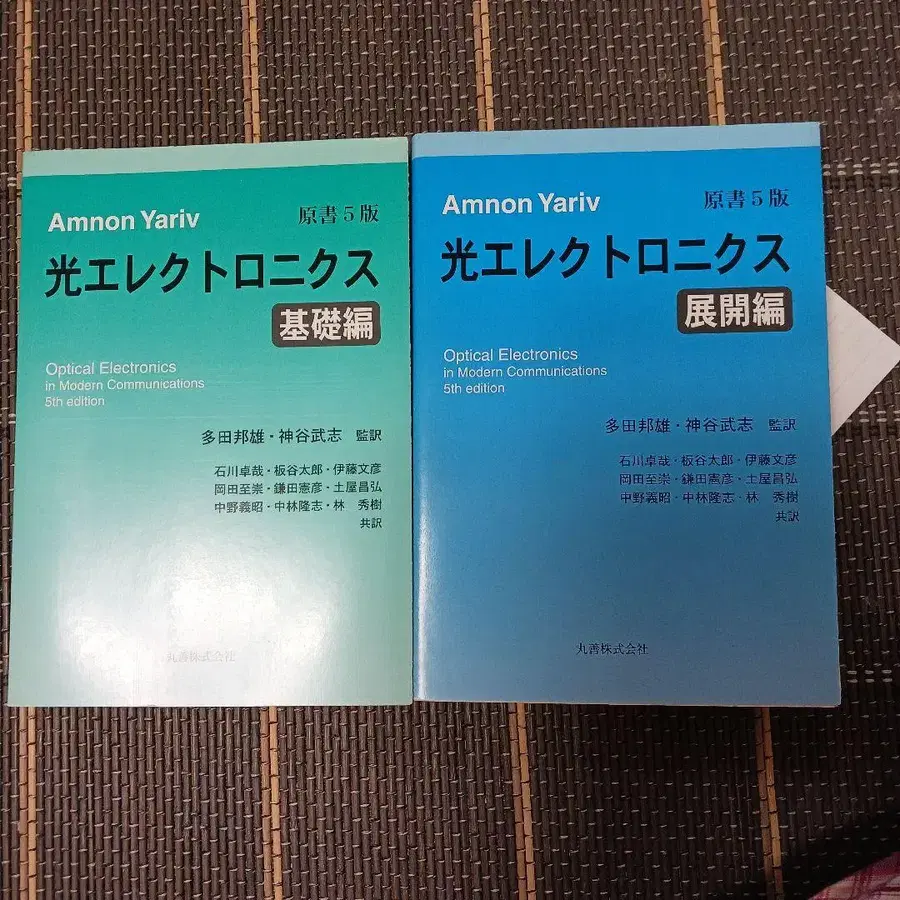 Amnon Yariv
原書5版
光エレクトロニクス
基礎編
Optical Electronics
in Modern Communications
5th edition
多田邦雄・神谷武志 監訳
石川卓哉・板谷太郎・伊藤文彦
岡田至崇・鎌田憲彦・土屋昌弘
中野義昭・中林隆志・林 秀樹
共訳
丸善株式会社
Amnon Yariv
原書5版
光エレクトロニクス
展開編
Optical Electronics
in Modern Communications
5th edition
多田邦雄・神谷武志 監訳
石川卓哉・板谷太郎・伊藤文彦
岡田至崇・鎌田憲彦・土屋昌弘
中野義昭・中林隆志・林 秀樹
共訳
丸善株式会社